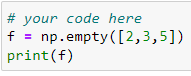 # your code here
f = np.empty([2,3,5])
print(f)